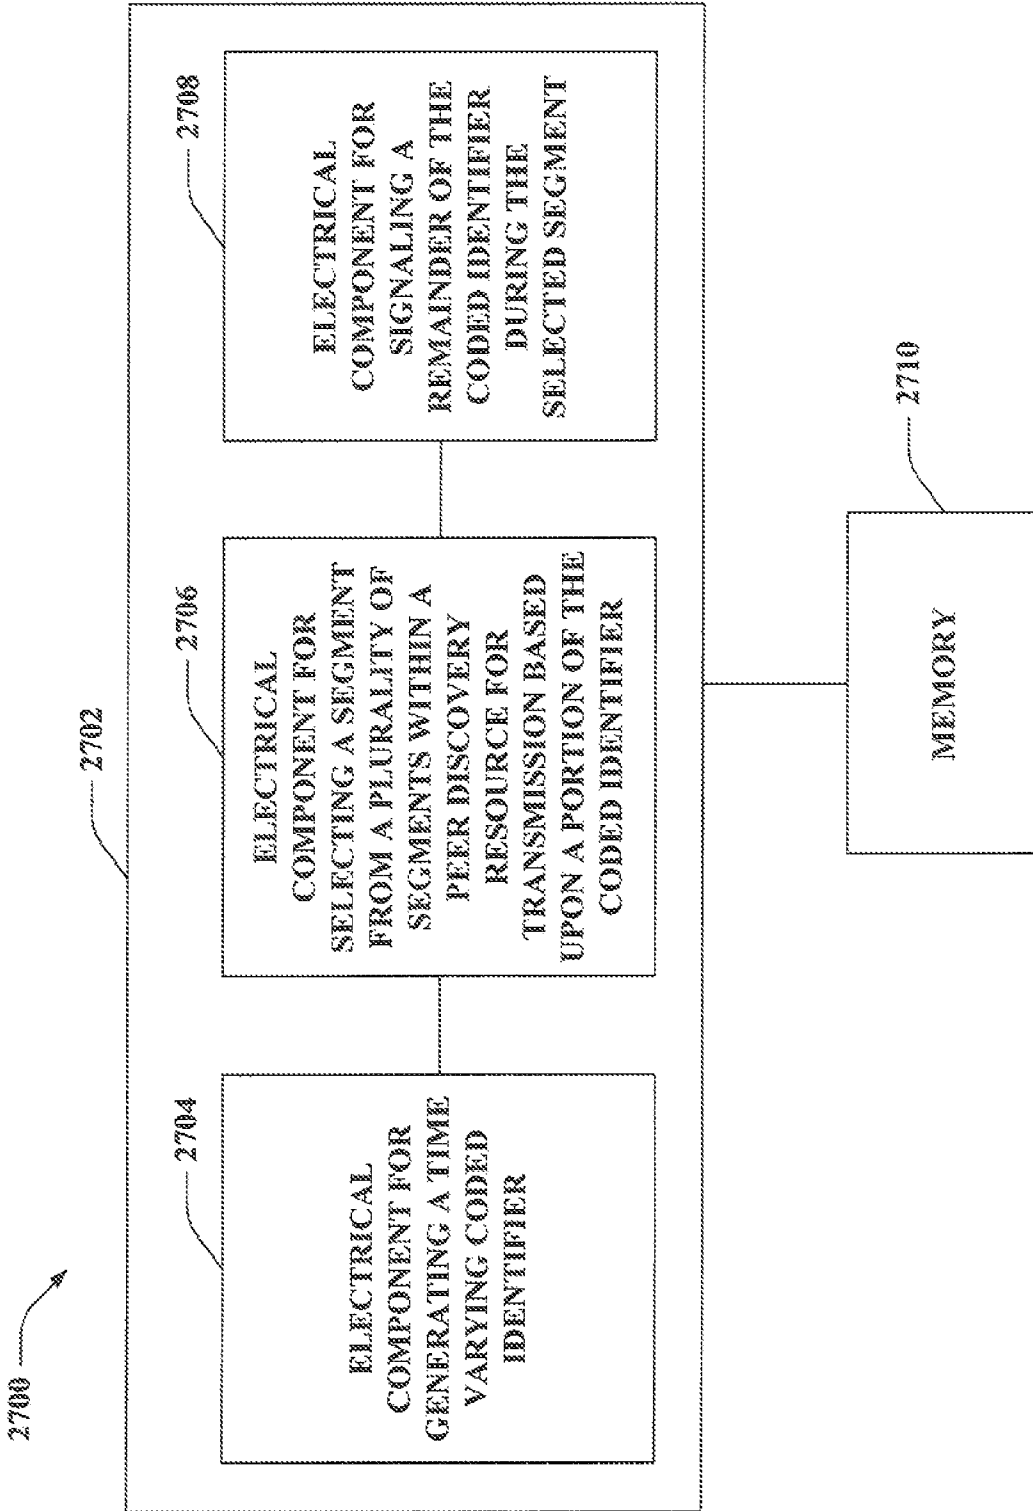 2700
2702
2704
ELECTRICAL
COMPONENT FOR
GENERATING A TIME
VARYING CODED
IDENTIFIER
2706
ELECTRICAL
COMPONENT FOR
SELECTING A SEGMENT
FROM A PLURALITY OF
SEGMENTS WITHIN A
PEER DISCOVERY
RESOURCE FOR
TRANSMISSION BASED
UPON A PORTION OF THE
CODED IDENTIFIER
2708
ELECTRICAL
COMPONENT FOR
SIGNALING A
REMAINDER OF THE
CODED IDENTIFIER
DURING THE
SELECTED SEGMENT
2710
MEMORY